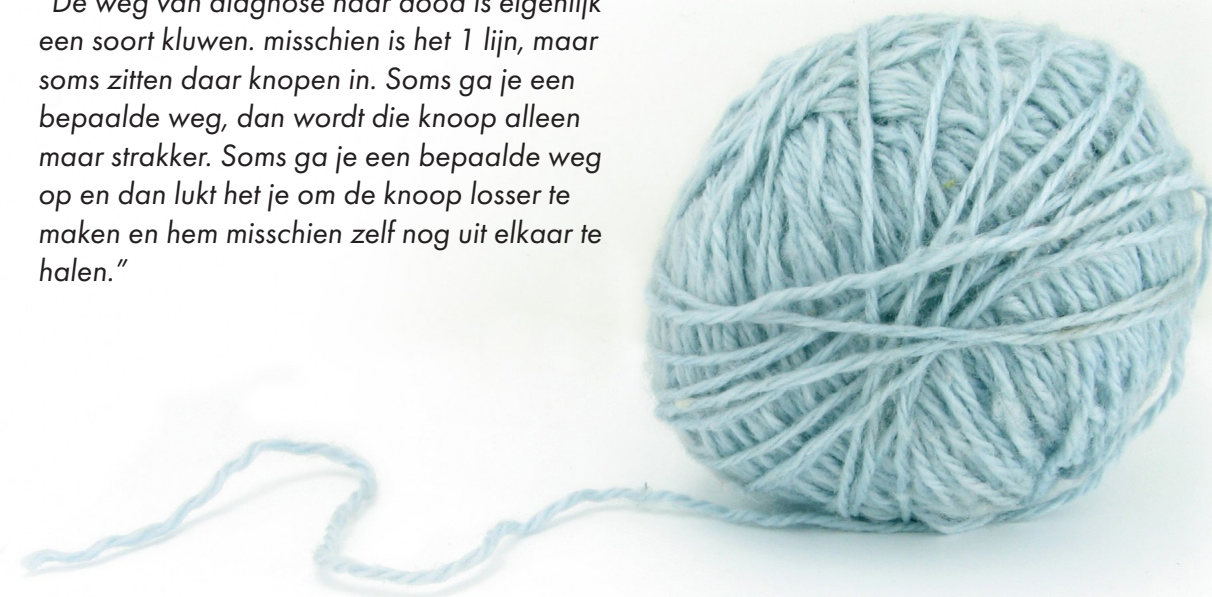 "De weg van diagnose naar dood is eigenlijk
een soort kluwen. misschien is het 1 lijn, maar
soms zitten daar knopen in. Soms ga je een
bepaalde weg, dan wordt die knoop alleen
maar strakker. Soms ga je een bepaalde weg
op en dan lukt het je om de knoop losser te
maken en hem misschien zelf nog uit elkaar te
halen.”